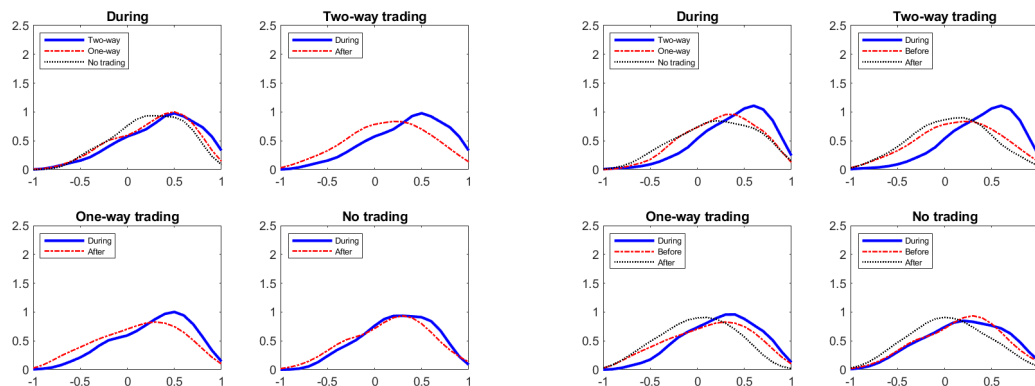 During
2.5
2
1.5
1
0.5
0
-1 -0.5 0 0.5 1
Two-way
One-way
No trading
Two-way trading
2.5
2
1.5
1
0.5
0
-1 -0.5 0 0.5 1
During
After
During
2.5
2
1.5
1
0.5
0
-1 -0.5 0 0.5 1
Two-way
One-way
No trading
Two-way trading
2.5
2
1.5
1
0.5
0
-1 -0.5 0 0.5
During
Before
After
One-way trading
2.5
2
1.5
1
0.5
0
-1 -0.5 0 0.5 1
During
After
No trading
2.5
2
1.5
1
0.5
0
-1 -0.5 0 0.5 1
During
After
One-way trading
2.5
2
1.5
1
0.5
0
-1 -0.5 0 0.5 1
During
Before
After
No trading
2.5
2
1.5
1
0.5
0
-1 -0.5 0 0.5
During
Before
After